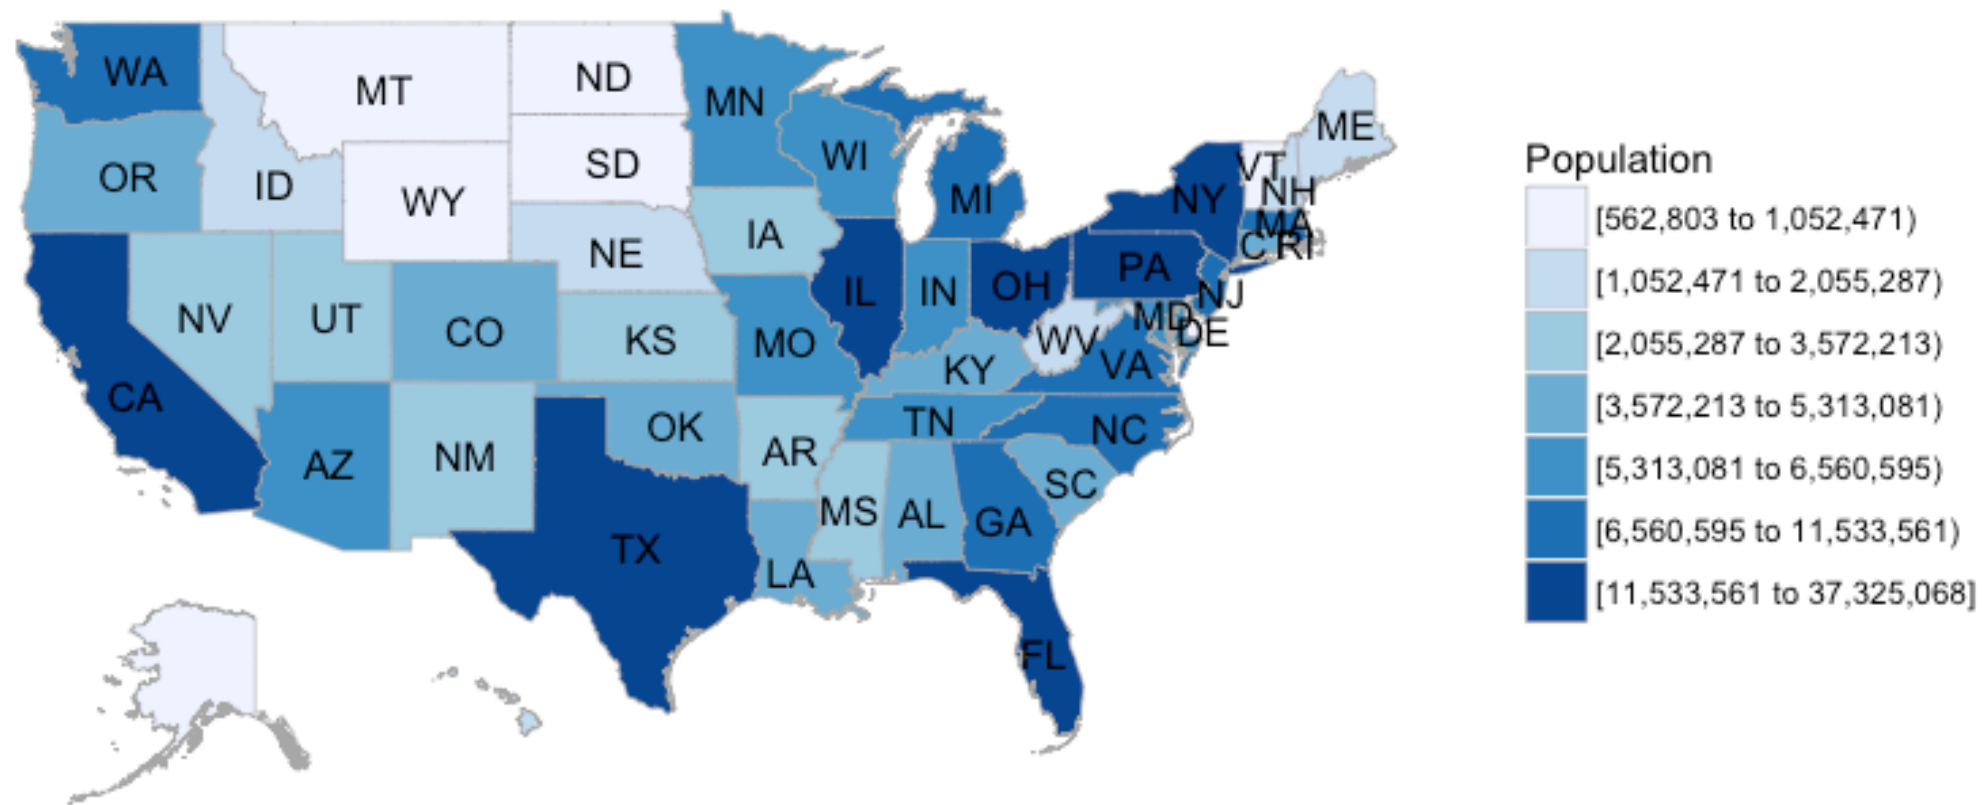 WA
MT
ND
MN
ME
SD
WI
VT
OR
ID
WY
MI
NY
NH
MA
NE
IA
C
RI
NV
UT
CO
KS
MO
IL
IN
OH
PA
NJ
MD
DE
WV
VA
KY
CA
AZ
NM
OK
AR
TN
NC
SC
MS
AL
GA
TX
LA
FL
Population
[562,803 to 1,052,471)
[1,052,471 to 2,055,287)
[2,055,287 to 3,572,213)
[3,572,213 to 5,313,081)
[5,313,081 to 6,560,595)
[6,560,595 to 11,533,561)
[11,533,561 to 37,325,068]